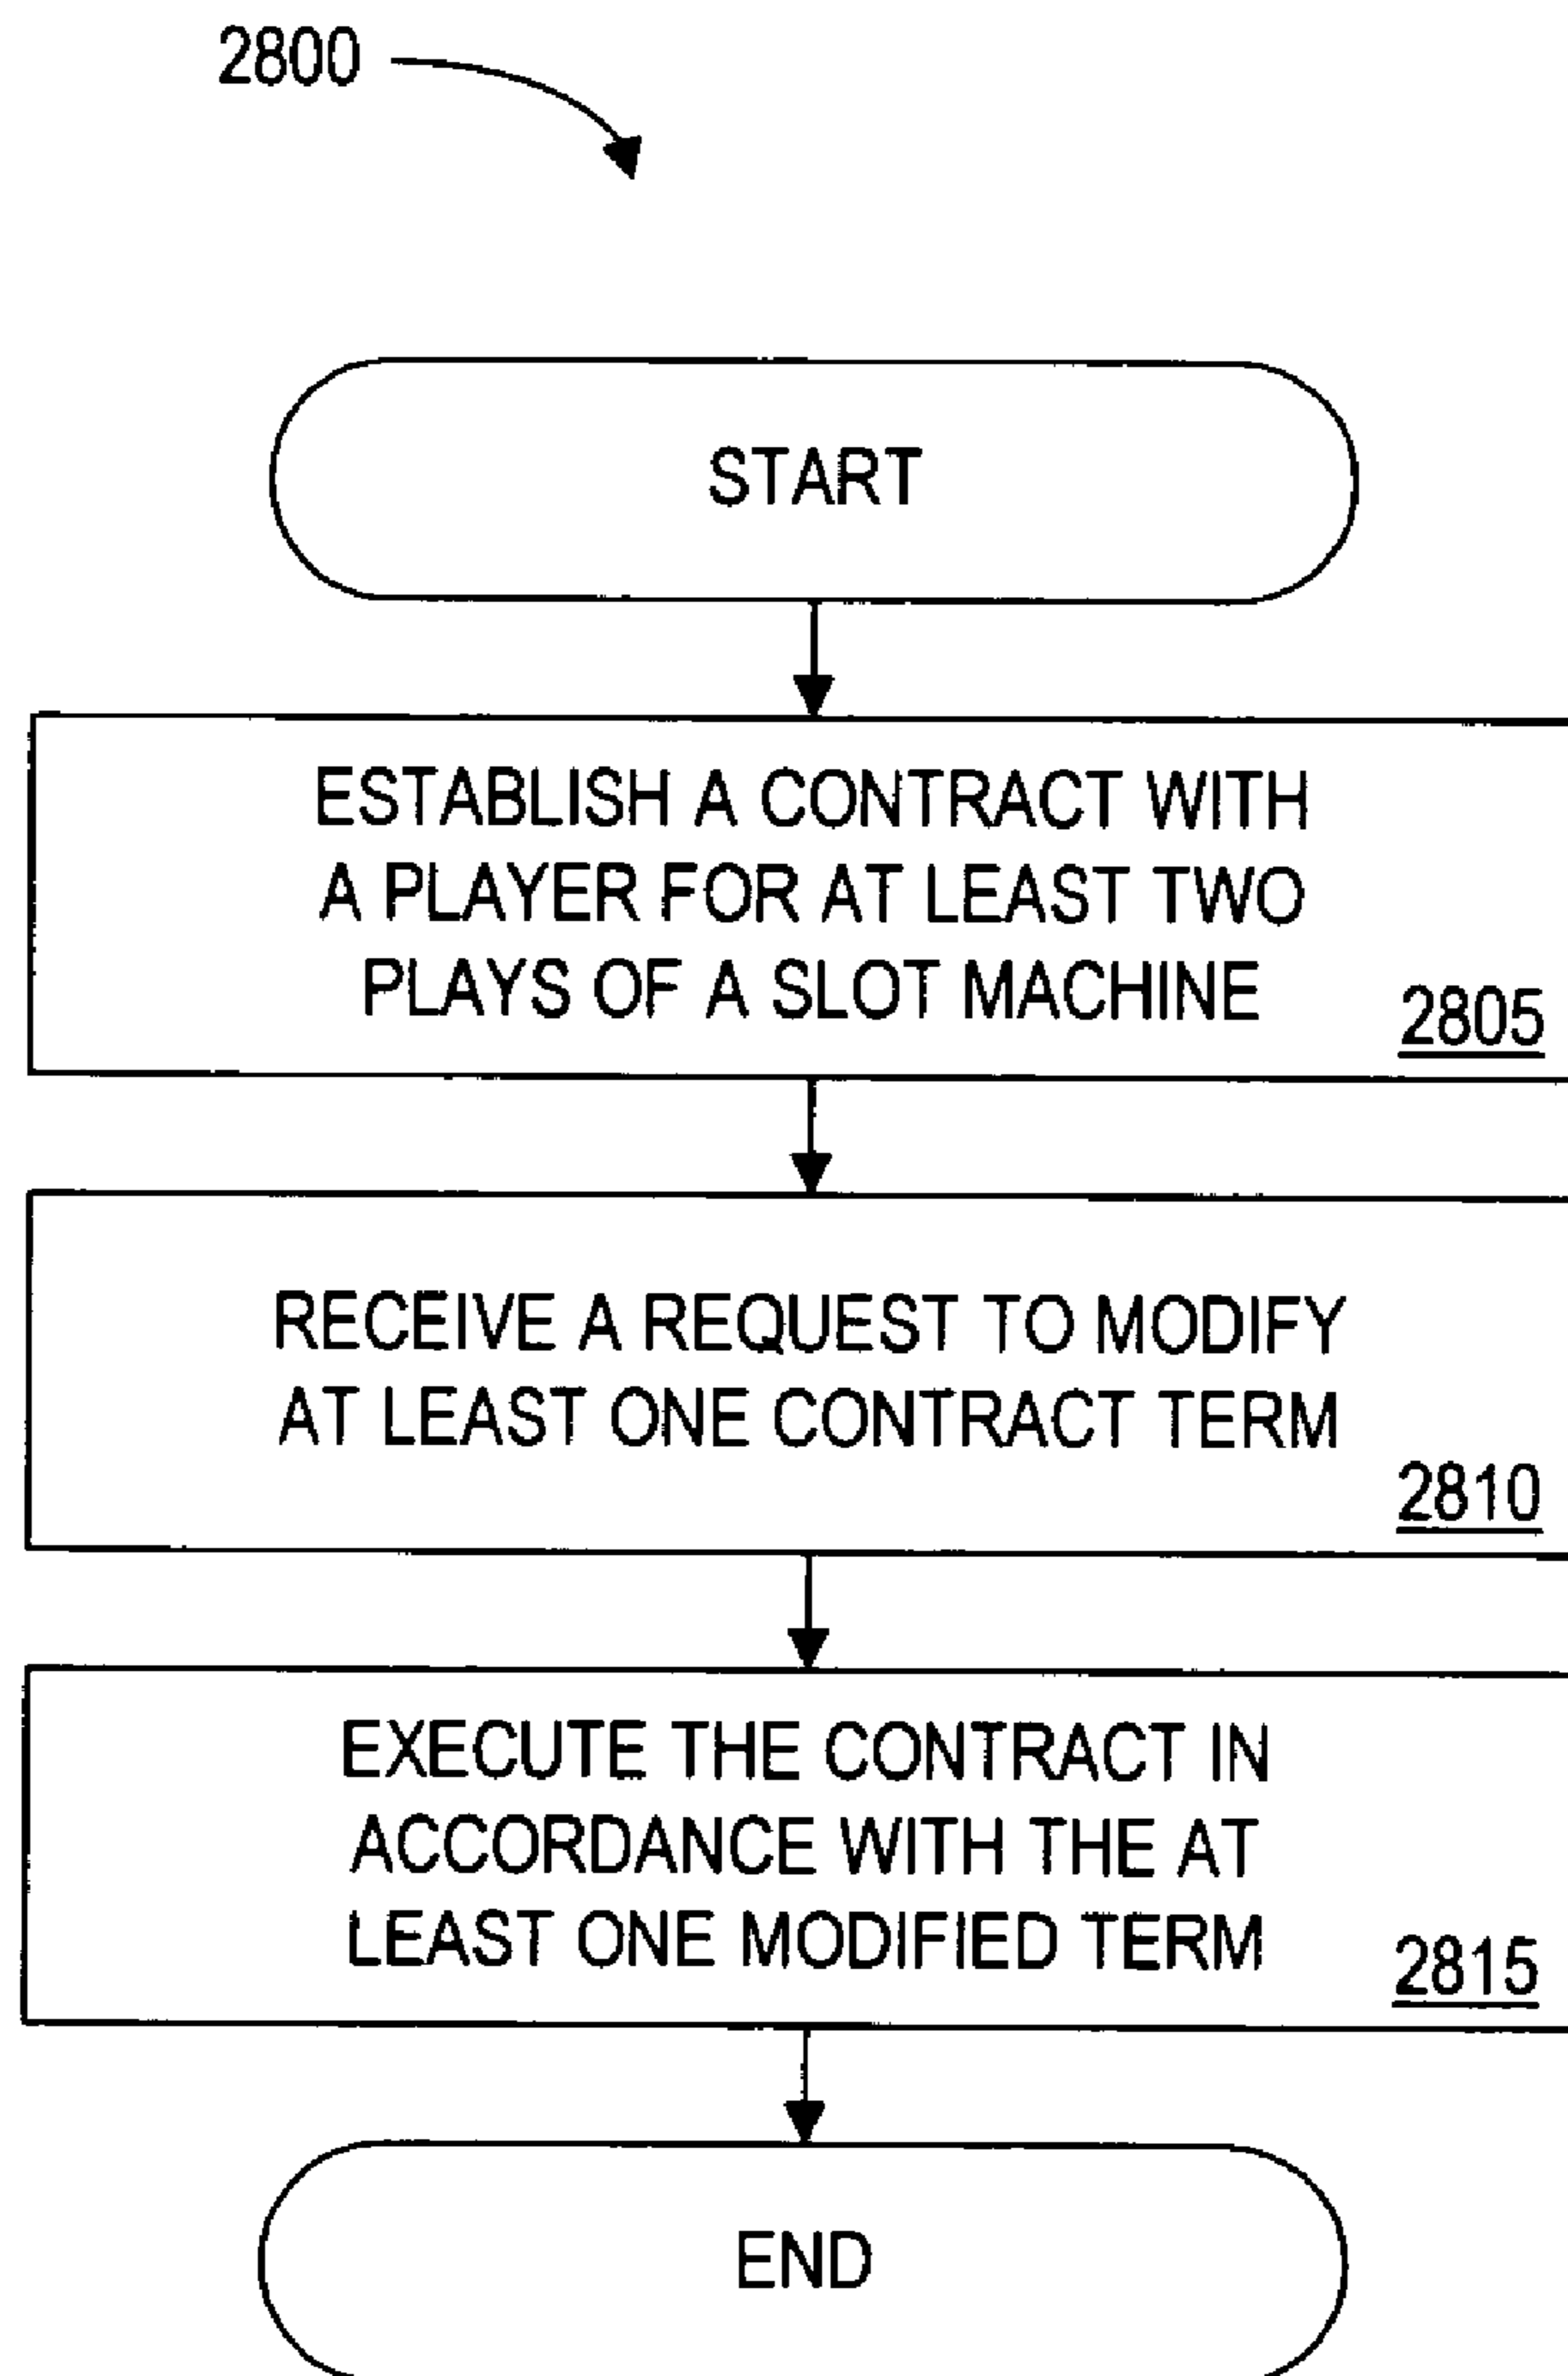 2800
START
ESTABLISH A CONTRACT WITH
A PLAYER FOR AT LEAST TWO
PLAYS OF A SLOT MACHINE
2805
RECEIVE A REQUEST TO MODIFY
AT LEAST ONE CONTRACT TERM
2810
EXECUTE THE CONTRACT IN
ACCORDANCE WITH THE AT
LEAST ONE MODIFIED TERM
2815
END